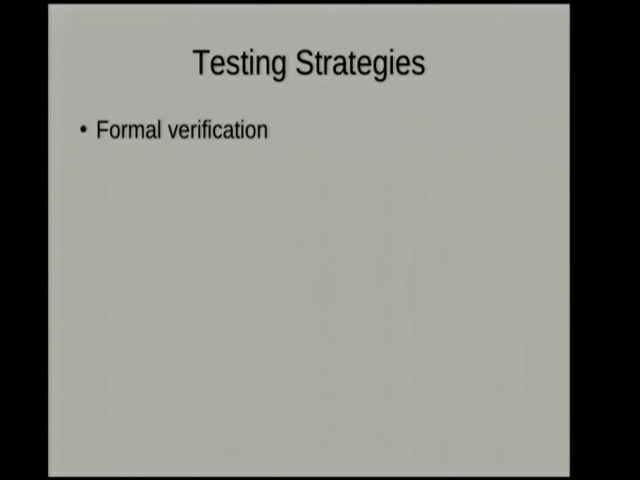 Testing Strategies
• Formal verification